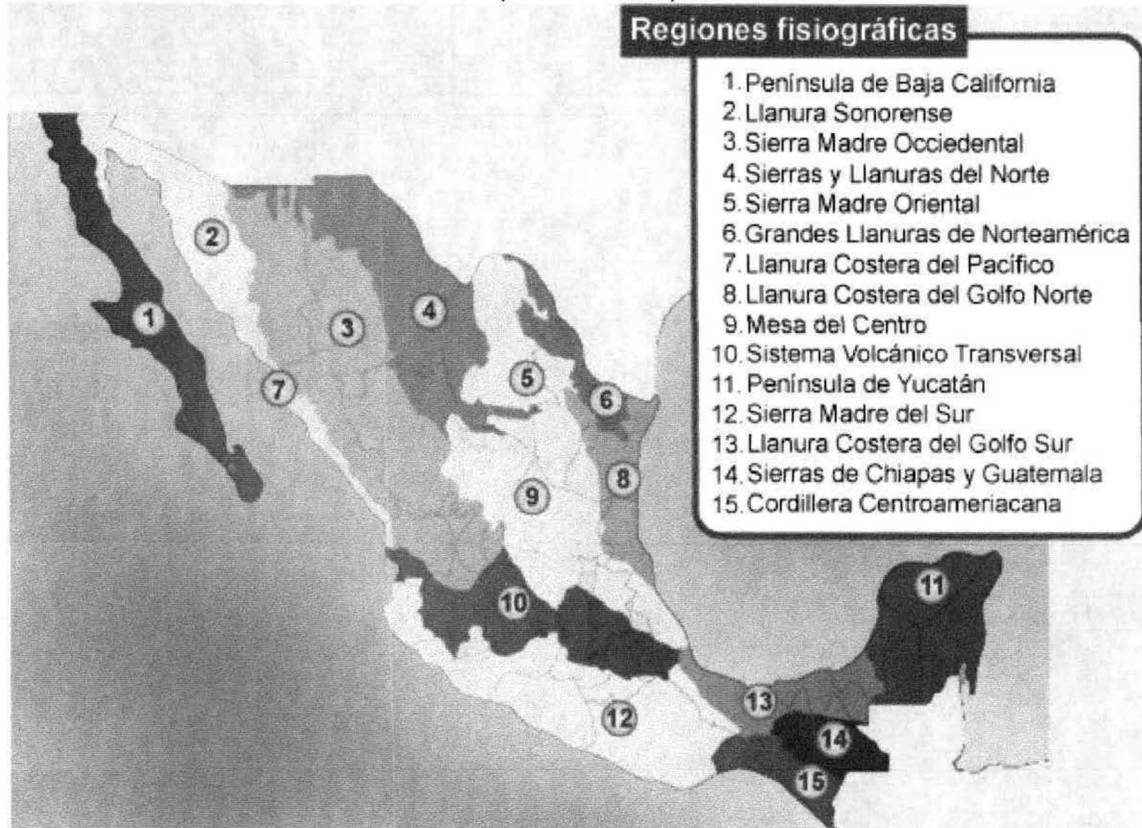 Regiones fisiográficas
1. Península de Baja California
2. Llanura Sonorense
3. Sierra Madre Occiedental
4. Sierras y Llanuras del Norte
5. Sierra Madre Oriental
6. Grandes Llanuras de Norteamérica
7. Llanura Costera del Pacífico
8. Llanura Costera del Golfo Norte
9. Mesa del Centro
10. Sistema Volcánico Transversal
11. Península de Yucatán
12. Sierra Madre del Sur
13. Llanura Costera del Golfo Sur
14. Sierras de Chiapas y Guatemala
15. Cordillera Centroameriacana
2
1
3
4
7
5
6
8
9
10
11
12
13
14
15